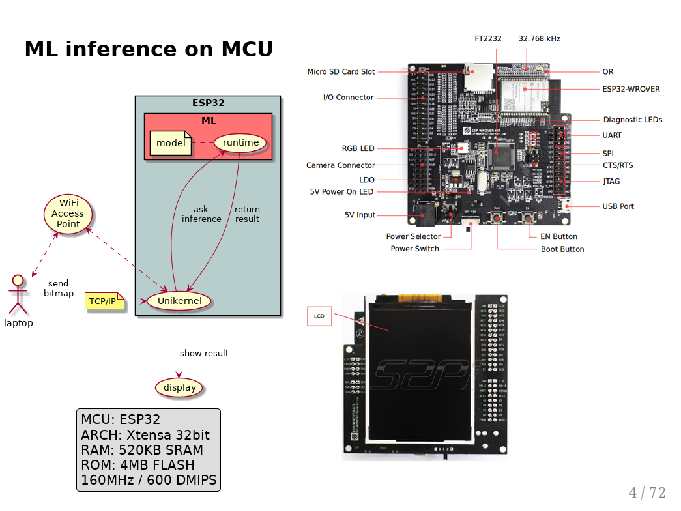 ML inference on MCU
ESP32
ML
model
runtime
ask
inference
return
result
WiFi
Access
Point
send
bitmap
TCP/IP
Unikernel
laptop
show result
display
MCU: ESP32
ARCH: Xtensa 32bit
RAM: 520KB SRAM
ROM: 4MB FLASH
160MHz / 600 DMIPS
FT2232
32.768 kHz
Micro SD Card Slot
I/O Connector
RGB LED
Camera Connector
LDO
5V Power On LED
5V Input
Power Selector
Power Switch
QR
ESP32-WROVER
Diagnostic LEDs
UART
SPI
CTS/RTS
JTAG
USB Port
EN Button
Boot Button
LCD
4 / 72